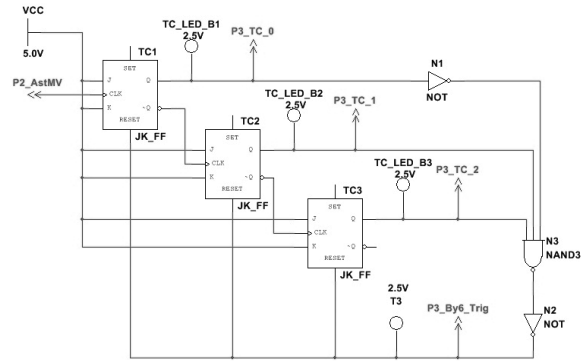 VCC
5.0V
P2_AstMV
TC_LED_B1
2.5V
P3_TC_0
TC1
SET
J
Q
CLK
K
~Q
RESET
JK_FF
N1
NOT
TC_LED_B2
2.5V
P3_TC_1
TC2
SET
J
Q
CLK
K
~Q
RESET
JK_FF
TC_LED_B3
2.5V
P3_TC_2
TC3
SET
J
Q
CLK
K
~Q
RESET
JK_FF
N3
NAND3
2.5V
T3
P3_By6_Trig
N2
NOT